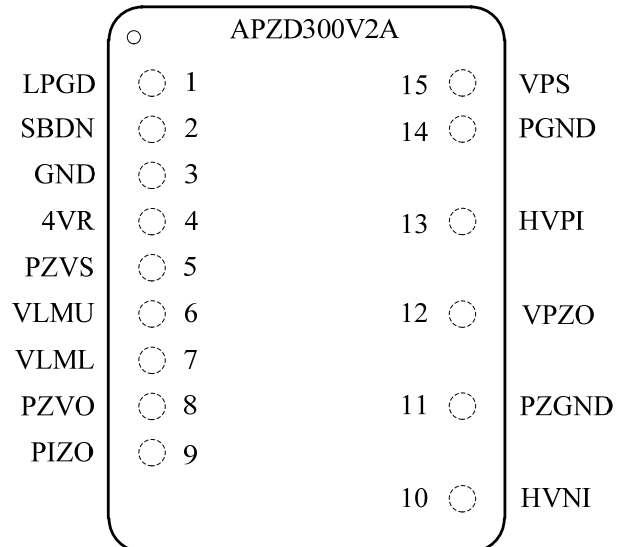 APZD300V2A
LPGD 1 15 VPS
SBDN 2 14 PGND
GND 3
4VR 4 13 HVPI
PZVS 5
VLMU 6 12 VPZO
VLML 7
PZVO 8 11 PZGND
PIZO 9
10 HVNI